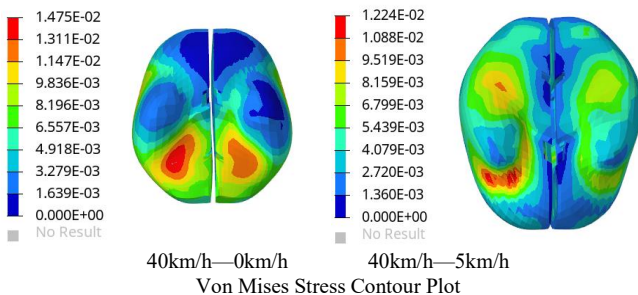 1.475E-02
1.311E-02
1.147E-02
9.836E-03
8.196E-03
6.557E-03
4.918E-03
3.279E-03
1.639E-03
0.000E+00
No Result
1.224E-02
1.088E-02
9.519E-03
8.159E-03
6.799E-03
5.439E-03
4.079E-03
2.720E-03
1.360E-03
0.000E+00
No Result
40km/h—0km/h
40km/h—5km/h
Von Mises Stress Contour Plot